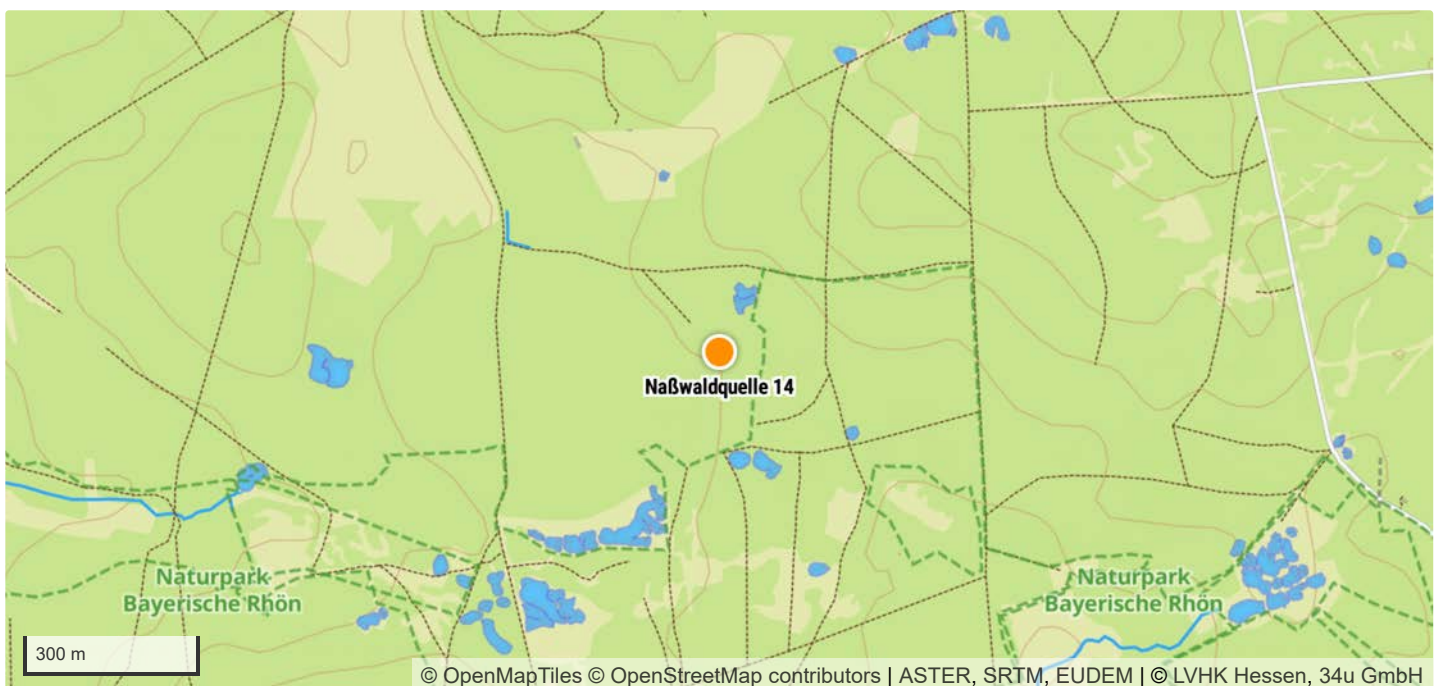 Naßwaldquelle 14
Naturpark
Bayerische Rhön
Naturpark
Bayerische Rhön
300 m
© OpenMapTiles © OpenStreetMap contributors | ASTER, SRTM, EUDEM | © LVHK Hessen, 34u GmbH